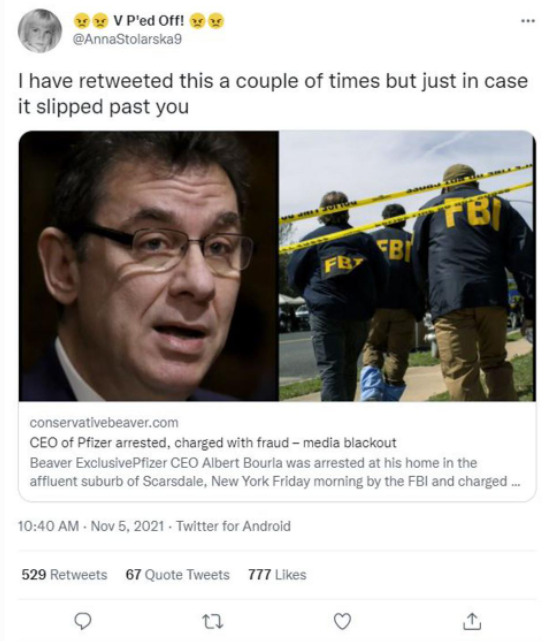 V P'ed Off!
@AnnaStolarska9
I have retweeted this a couple of times but just in case
it slipped past you
FBI
FBI
FBI
conservativebeaver.com
CEO of Pfizer arrested, charged with fraud – media blackout
Beaver ExclusivePfizer CEO Albert Bourla was arrested at his home in the
affluent suburb of Scarsdale, New York Friday morning by the FBI and charged ...
10:40 AM · Nov 5, 2021 · Twitter for Android
529 Retweets 67 Quote Tweets 777 Likes